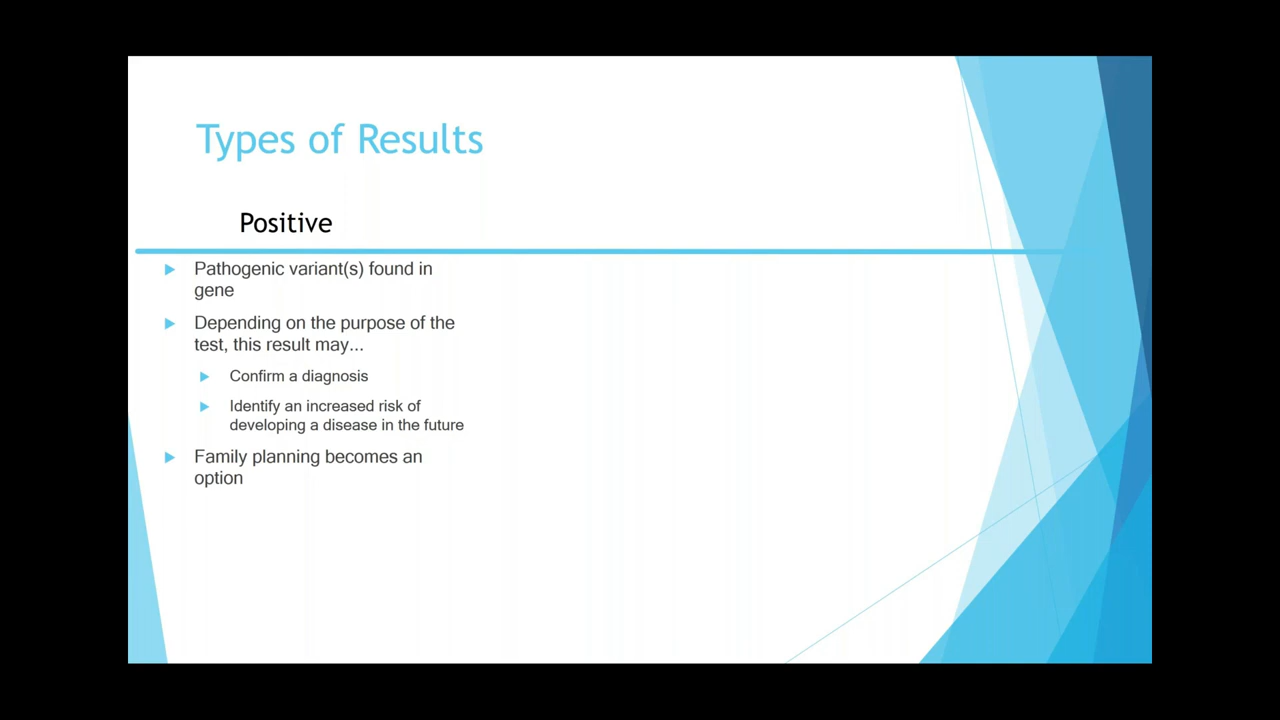 Types of Results
Positive
Pathogenic variant(s) found in
gene
Depending on the purpose of the
test, this result may...
Confirm a diagnosis
Identify an increased risk of
developing a disease in the future
Family planning becomes an
option